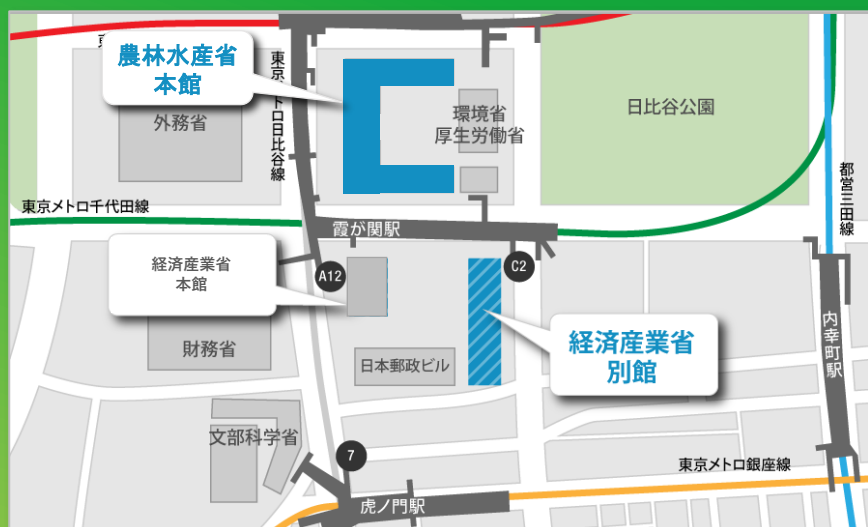 農林水産省
本館
東京メトロ日比谷線
外務省
環境省
厚生労働省
日比谷公園
都営三田線
東京メトロ千代田線
霞が関駅
経済産業省
本館
A12
C2
財務省
日本郵政ビル
経済産業省
別館
内幸町駅
文部科学省
7
東京メトロ銀座線
虎ノ門駅